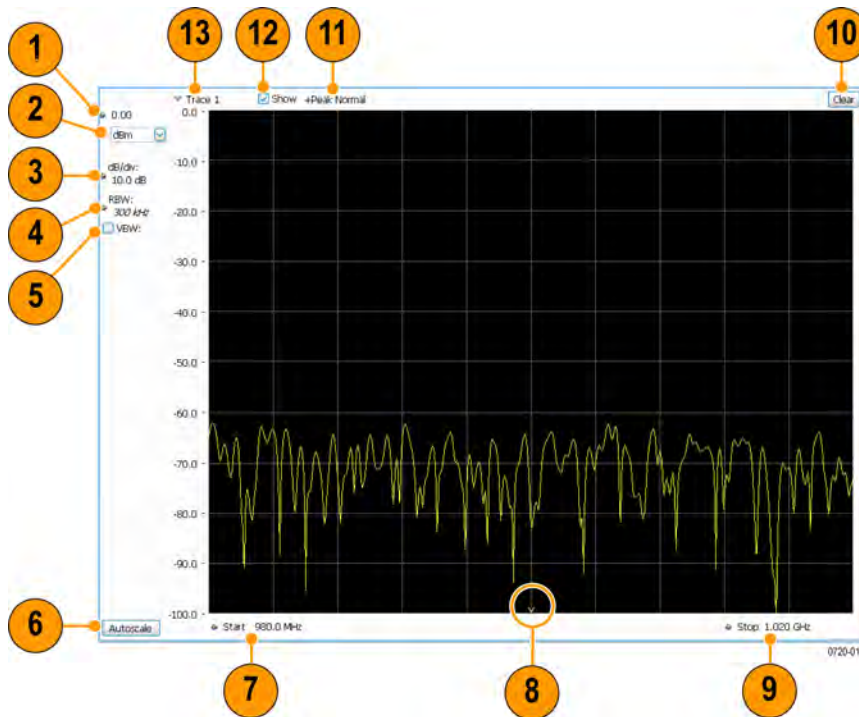 13
12
11
10
1
2
3
4
5
6
7
8
9
Trace 1
Show
+Peak Normal
Clear
0.00
dBm
dB/div:
10.0 dB
RBW:
300 kHz
VBW:
0.0
-10.0
-20.0
-30.0
-40.0
-50.0
-60.0
-70.0
-80.0
-90.0
-100.0
Autoscale
Start 980.0 MHz
Stop 1.020 GHz
0720-01